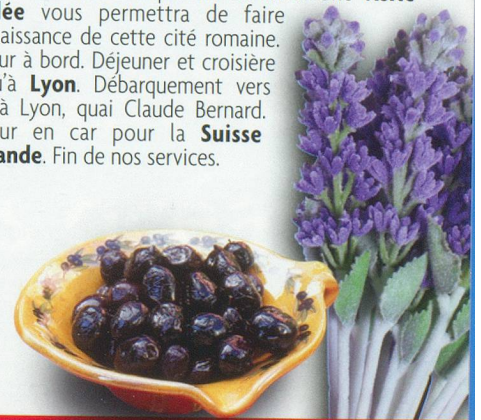 lée vous permettra de faire
aissance de cette cité romaine.
ur à bord. Déjeuner et croisière
u'à Lyon. Débarquement vers
à Lyon, quai Claude Bernard.
ur en car pour la Suisse
ande. Fin de nos services.